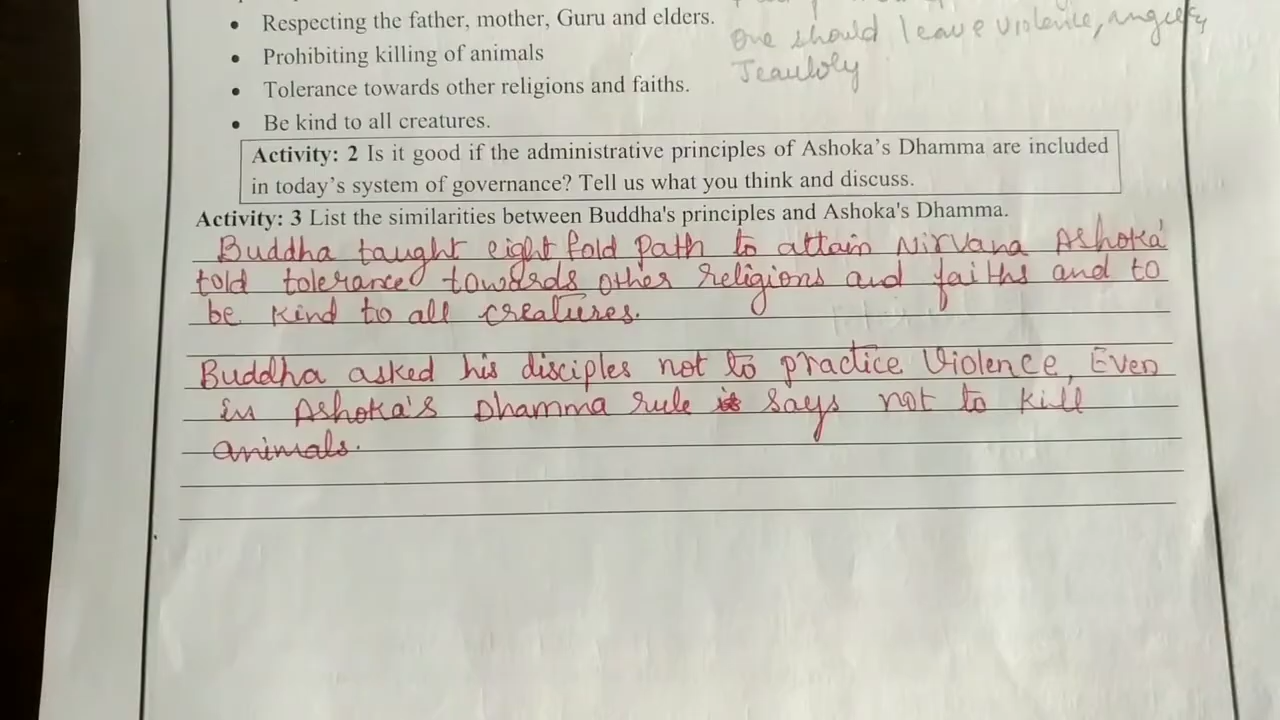 • Respecting the father, mother, Guru and elders.
• Prohibiting killing of animals
• Tolerance towards other religions and faiths.
• Be kind to all creatures.
one should leave violence,
Jealoly
Activity: 2 Is it good if the administrative principles of Ashoka's Dhamma are included
in today's system of governance? Tell us what you think and discuss.
Activity: 3 List the similarities between Buddha's principles and Ashoka's Dhamma.
Buddha taught eight fold path to attain Nirvana Ashoka
told tolerance towards other religions and faiths and to
be kind to all creatures.
Buddha asked his disciples not to practice Violence, Even
in Ashoka's Dhamma rule says not to kill
animals.